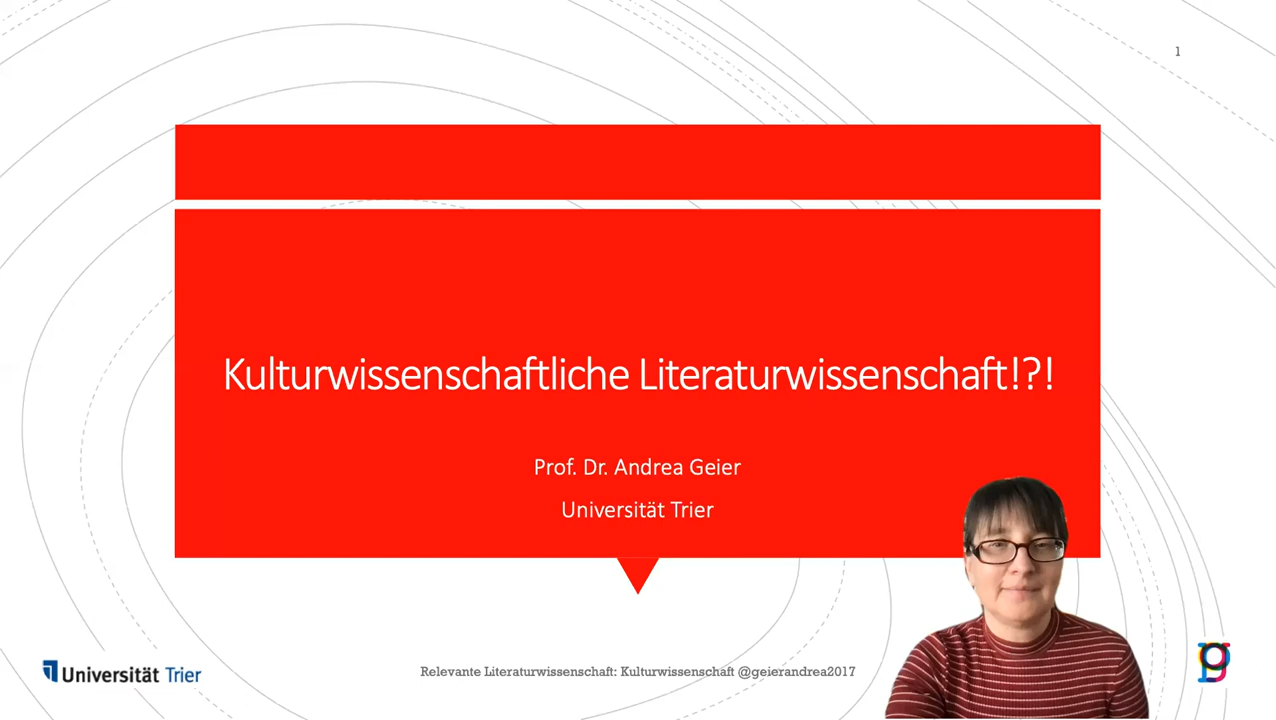 1
Kulturwissenschaftliche Literaturwissenschaft!?!
Prof. Dr. Andrea Geier
Universität Trier
Universität Trier
Relevante Literaturwissenschaft: Kulturwissenschaft @geierandrea2017